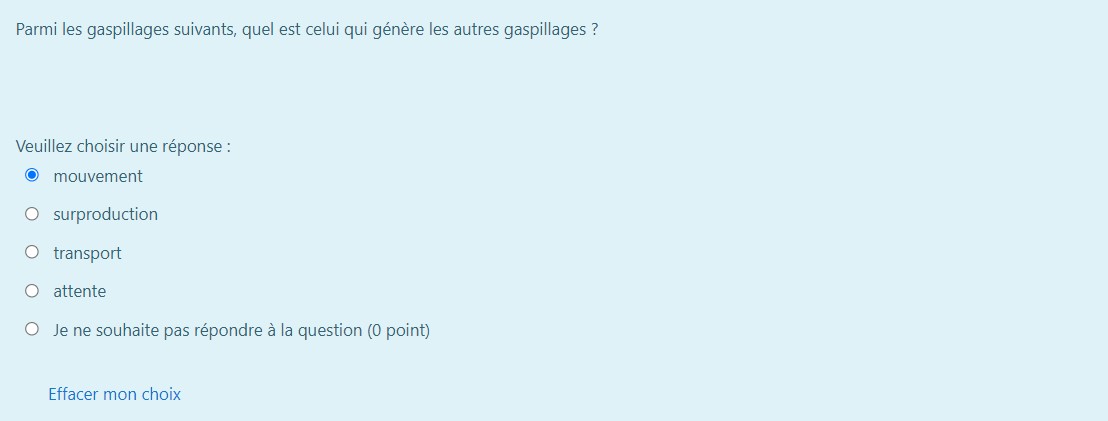 Parmi les gaspillages suivants, quel est celui qui génère les autres gaspillages ?
Veuillez choisir une réponse :
mouvement
surproduction
transport
attente
Je ne souhaite pas répondre à la question (0 point)
Effacer mon choix